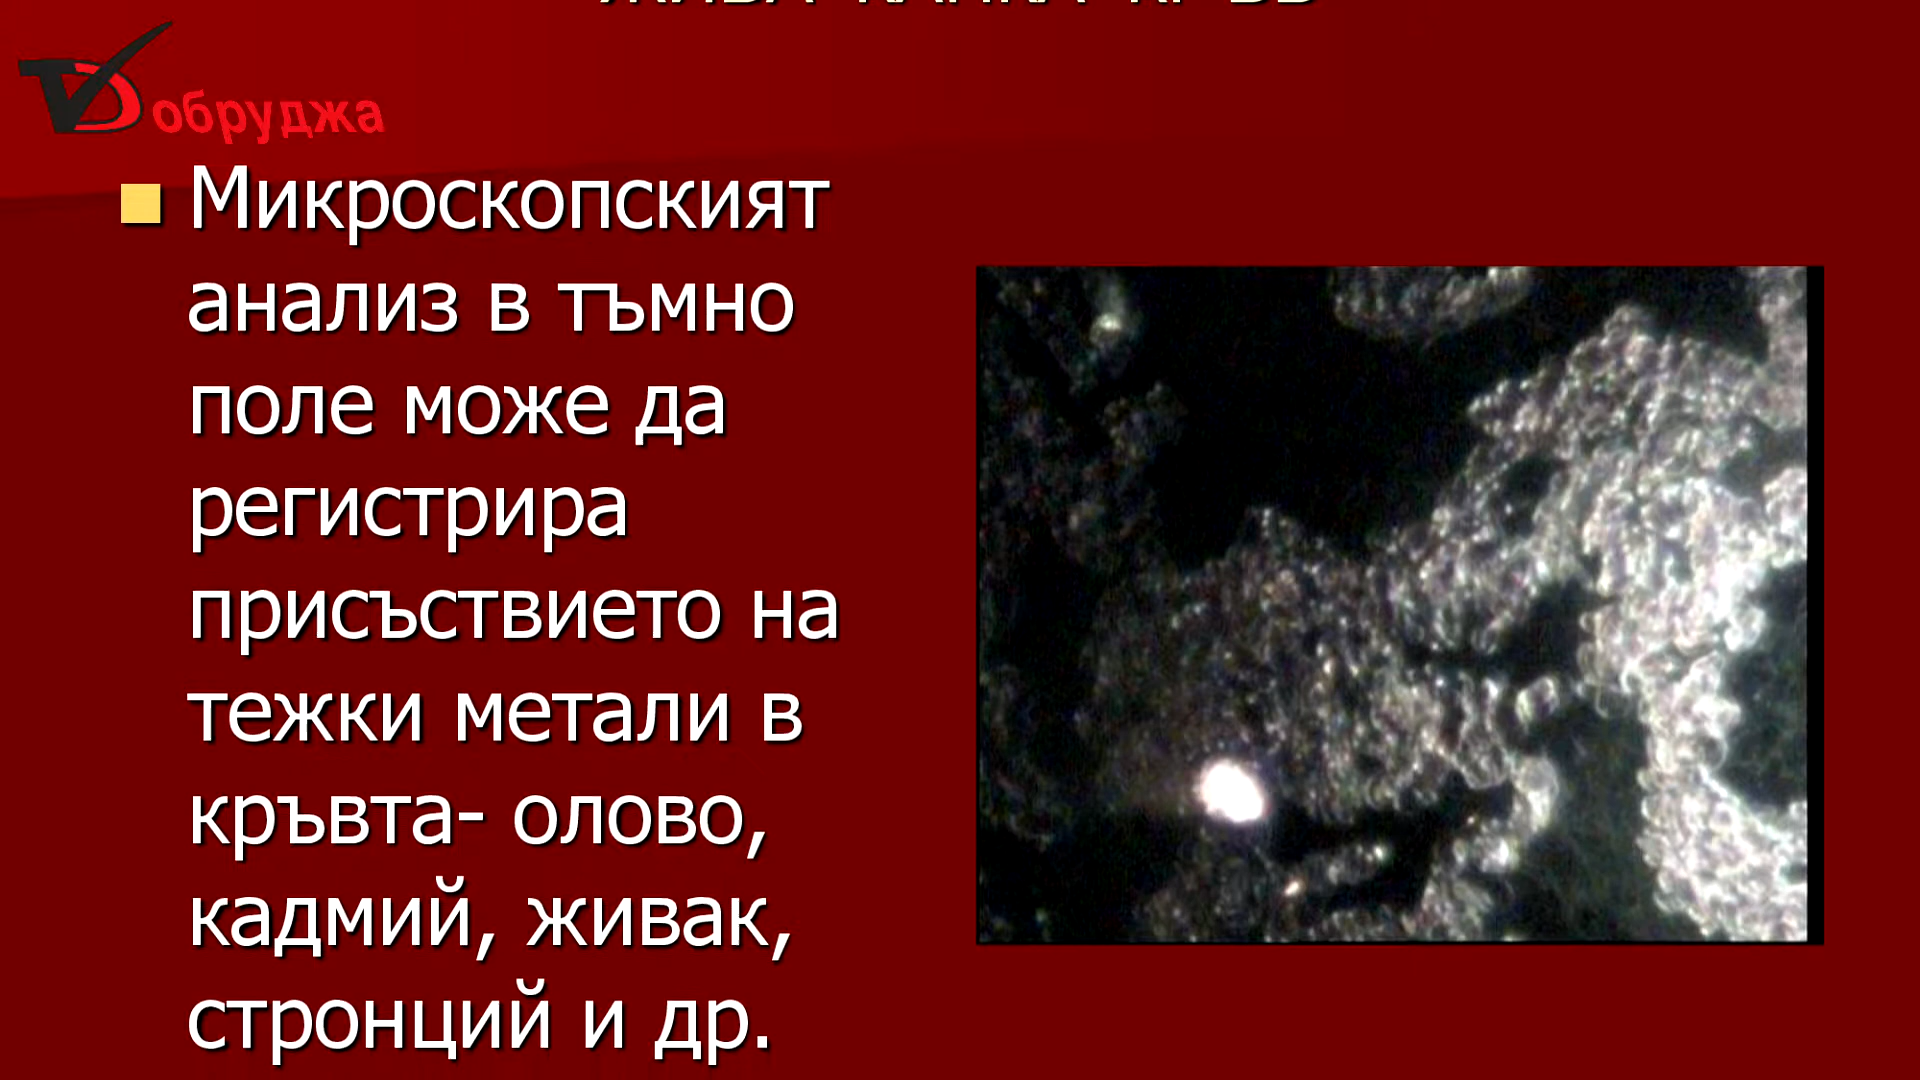 обруджа
Микроскопският
анализ в тъмно
поле може да
регистрира
присъствието на
тежки метали в
кръвта- олово,
кадмий, живак,
стронций и др.